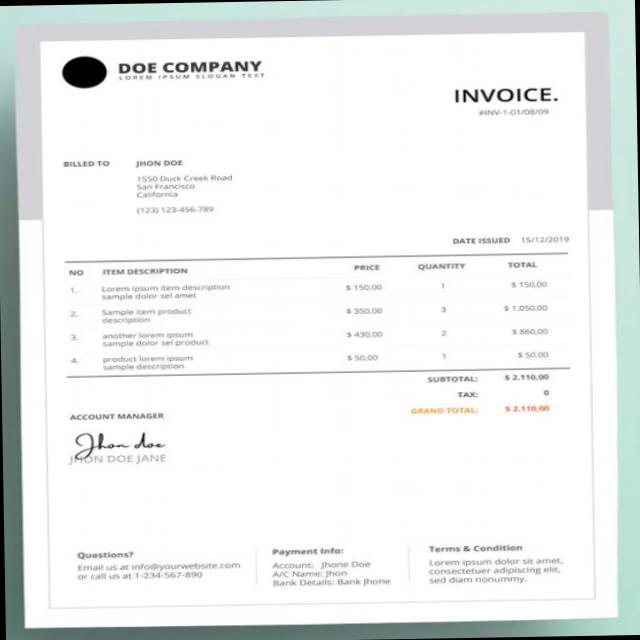 DOE COMPANY
LOREM IPSUM SLOGAN TEXT
INVOICE.
#INV-1-01/08/09
BILLED TO JHON DOE
1550 Duck Creek Road
San Francisco
California
(123) 123-456-789
DATE ISSUED 15/12/2019
NO ITEM DESCRIPTION PRICE QUANTITY TOTAL
1. Lorem ipsum item description $ 150,00 1 $ 150,00
sample dolor sel amet
2. Sample item product $ 350,00 3 $ 1.050,00
description
3. another lorem ipsum $ 430,00 2 $ 860,00
sample dolor sel product
4. product lorem ipsum $ 50,00 1 $ 50,00
sample description
SUBTOTAL: $ 2.110,00
TAX: 0
GRAND TOTAL: $ 2.110,00
ACCOUNT MANAGER
Jhon doe
JHON DOE JANE
Questions?
Email us at info@yourwebsite.com
or call us at 1-234-567-890
Payment Info:
Account: Jhone Doe
A/C Name: Jhon
Bank Details: Bank Jhone
Terms & Condition
Lorem ipsum dolor sit amet,
consectetuer adipiscing elit,
sed diam nonummy.